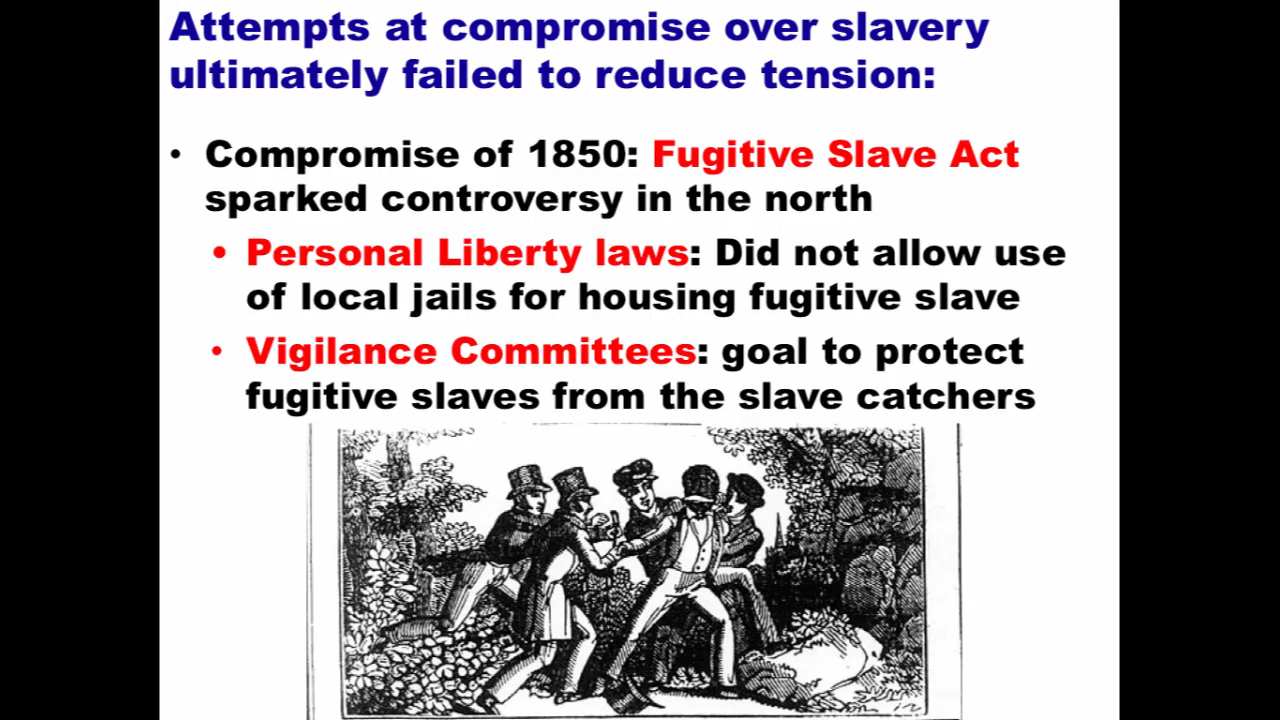 Attempts at compromise over slavery
ultimately failed to reduce tension:
• Compromise of 1850: Fugitive Slave Act
sparked controversy in the north
• Personal Liberty laws: Did not allow use
of local jails for housing fugitive slave
• Vigilance Committees: goal to protect
fugitive slaves from the slave catchers